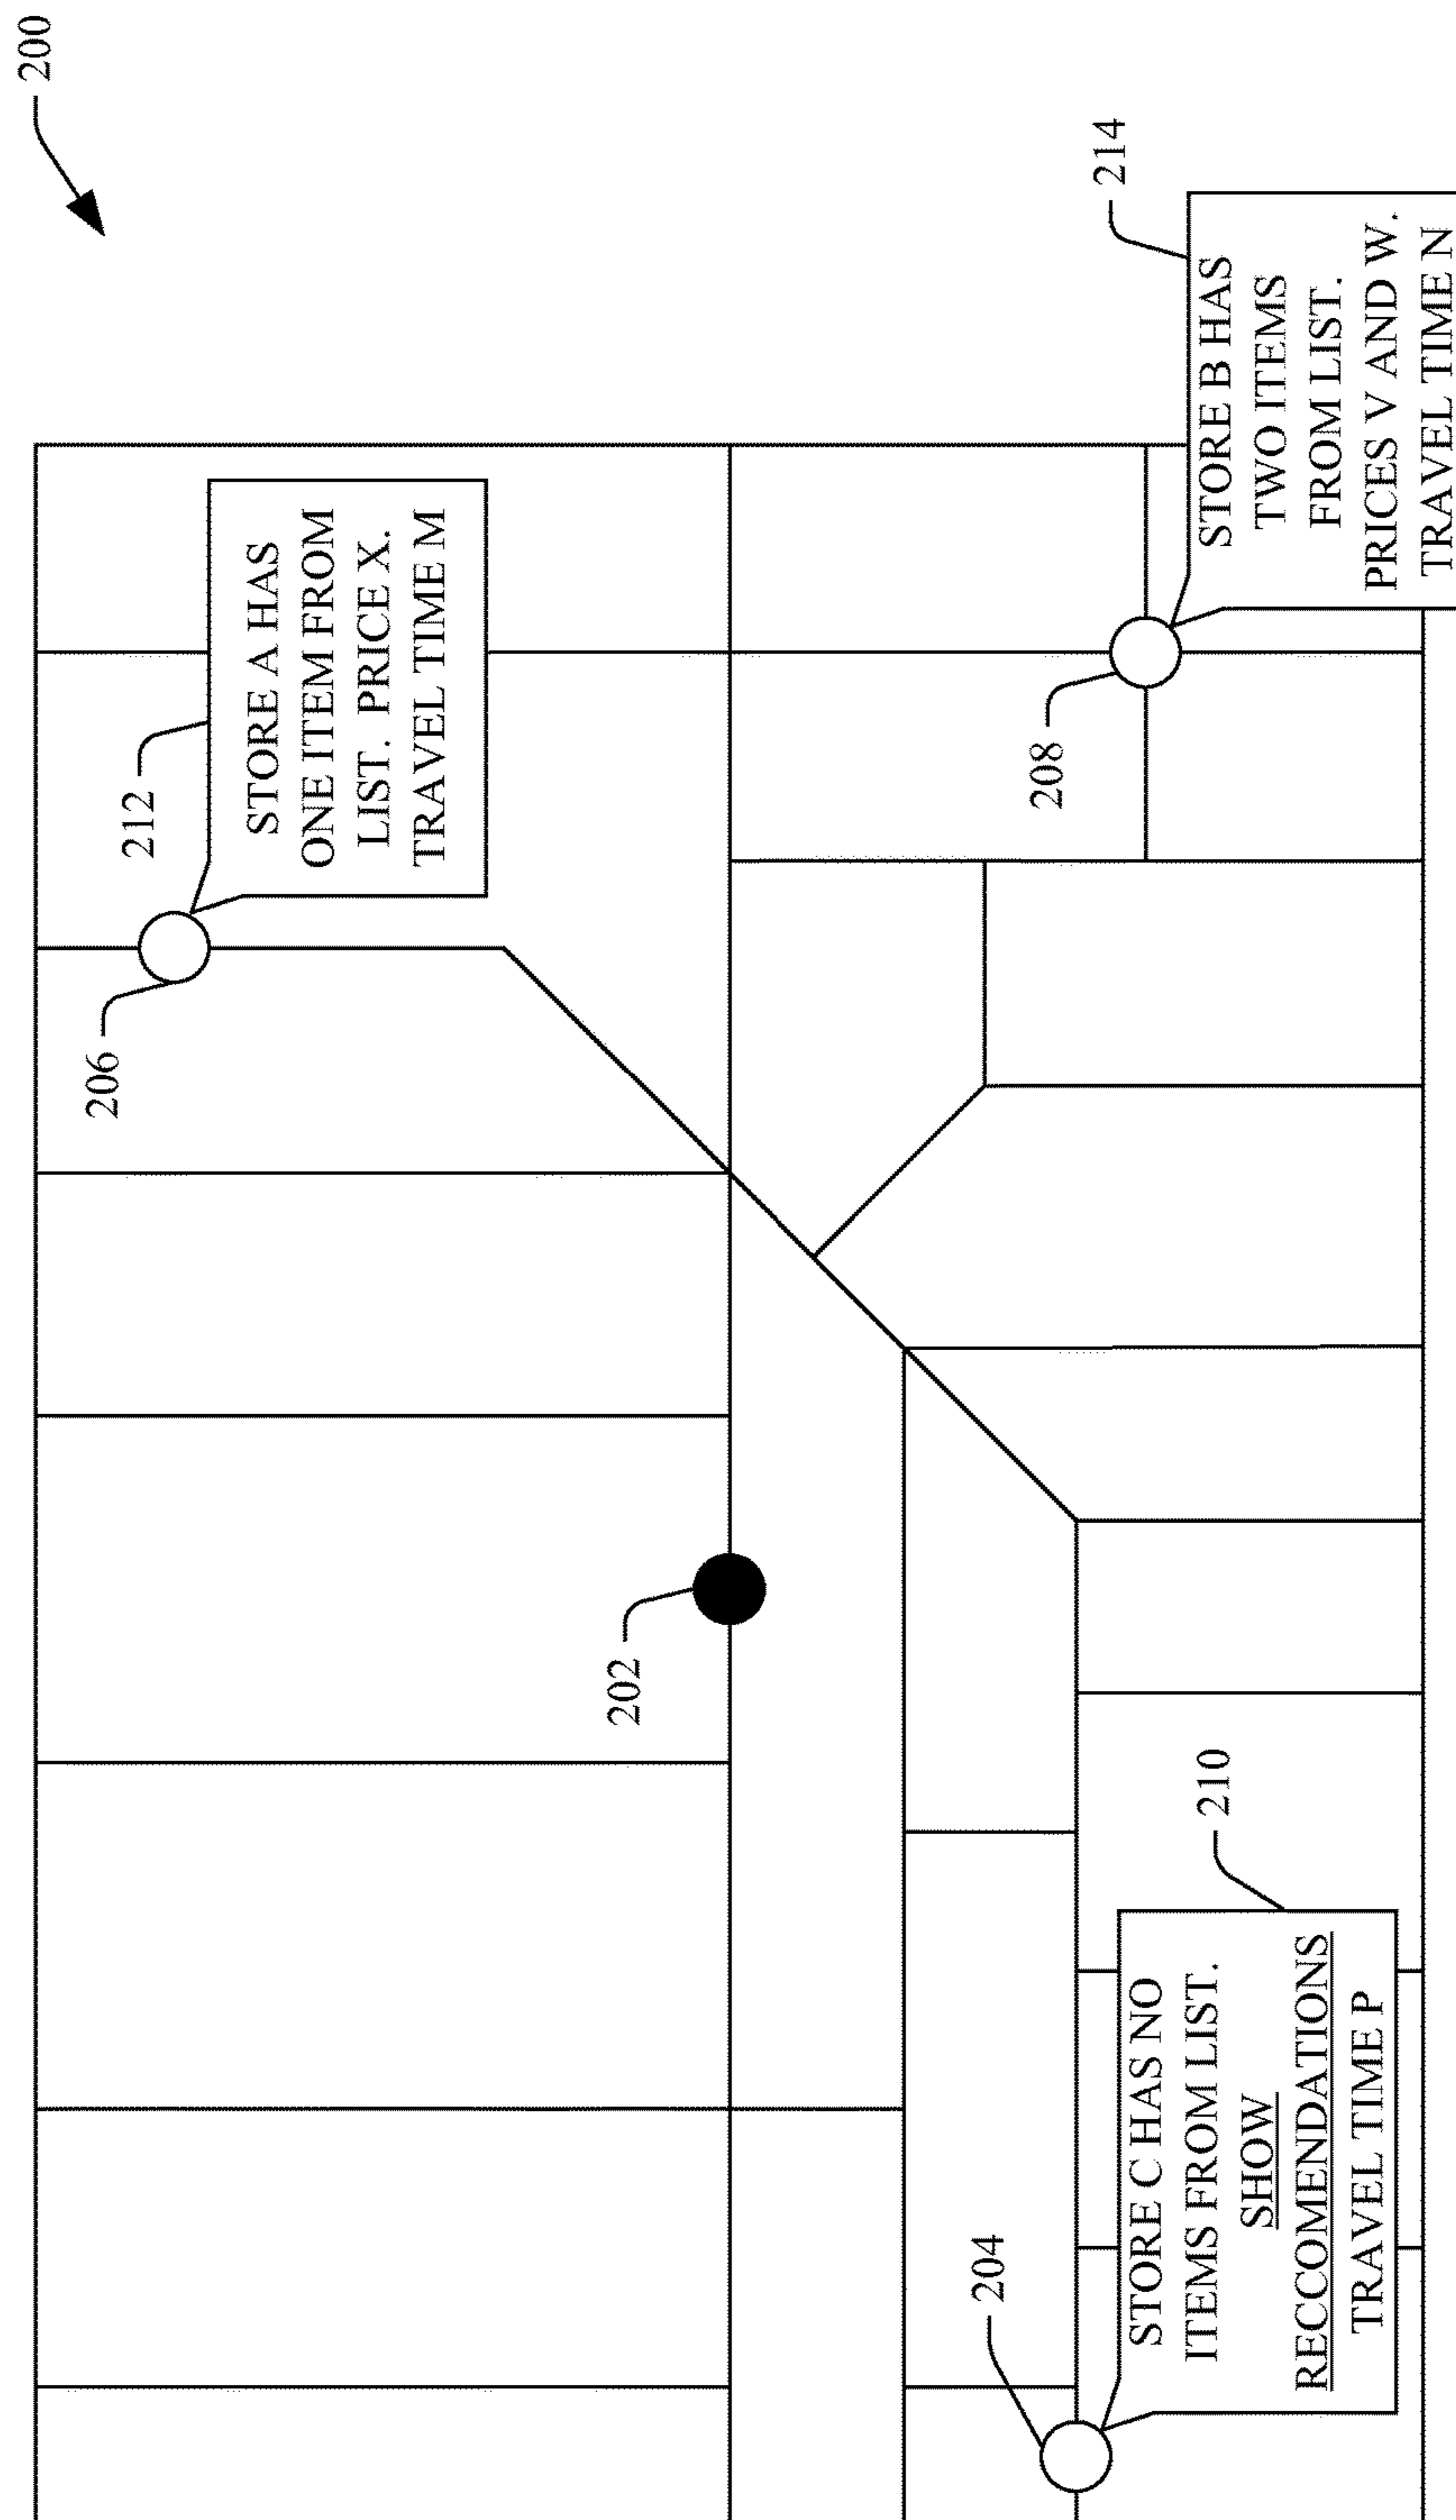 200
212
STORE A HAS
ONE ITEM FROM
LIST. PRICE X.
TRAVEL TIME M
206
202
214
STORE B HAS
TWO ITEMS
FROM LIST.
PRICES V AND W.
TRAVEL TIME N
208
204
210
STORE C HAS NO
ITEMS FROM LIST.
SHOW
RECCOMENDATIONS
TRAVEL TIME P